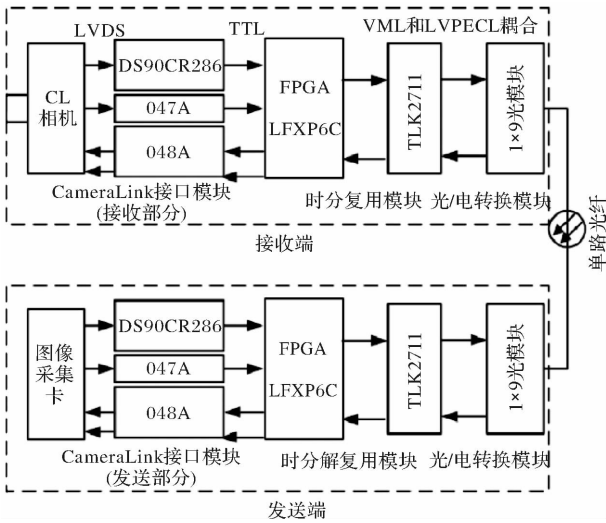 LVDS
TTL
VML和LVPECL耦合
CL
相机
DS90CR286
047A
048A
FPGA
LFXP6C
TLK2711
1×9光模块
CameraLink接口模块
(接收部分)
时分复用模块
光/电转换模块
接收端
单路光纤
图像
采集
卡
DS90CR286
047A
048A
FPGA
LFXP6C
TLK2711
1×9光模块
CameraLink接口模块
(发送部分)
时分解复用模块
光/电转换模块
发送端